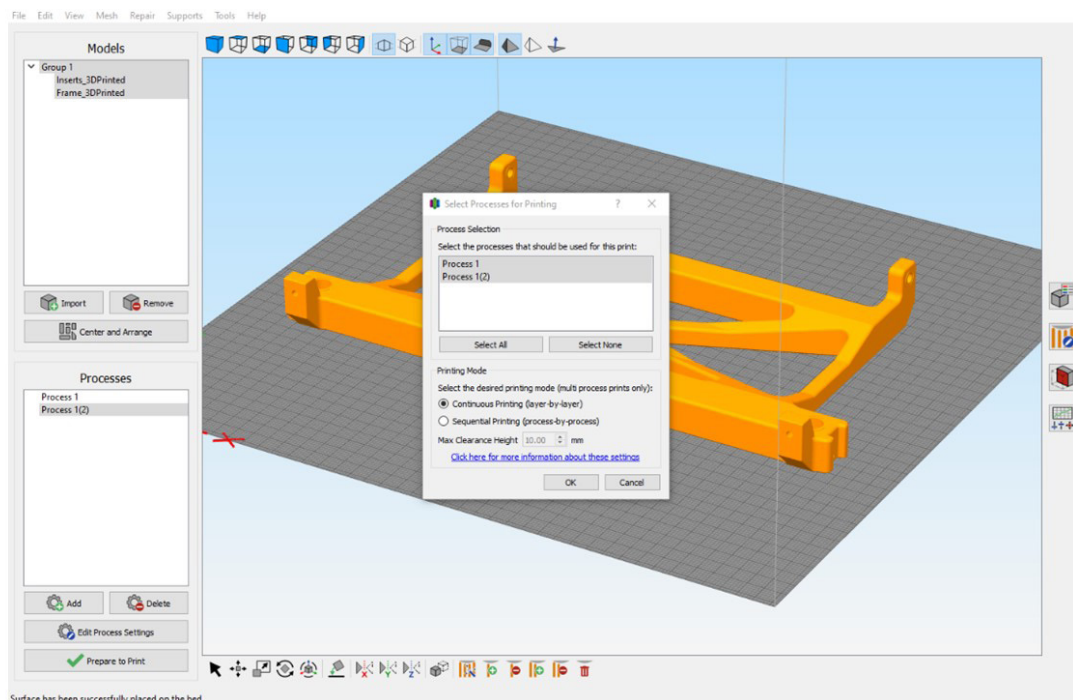 File Edit View Mesh Repair Supports Tools Help
Models
Group 1
Inserts_3DPrinted
Frame_3DPrinted
Import Remove
Center and Arrange
Processes
Process 1
Process 1(2)
Add Delete
Edit Process Settings
Prepare to Print
Select Processes for Printing ?
Process Selection
Select the processes that should be used for this print:
Process 1
Process 1(2)
Select All Select None
Printing Mode
Select the desired printing mode (multi process prints only):
Continuous Printing (layer-by-layer)
Sequential Printing (process-by-process)
Max Clearance Height 10.00 mm
Click here for more information about these settings
OK Cancel
X Y Z
Surface has been successfully placed on the bed